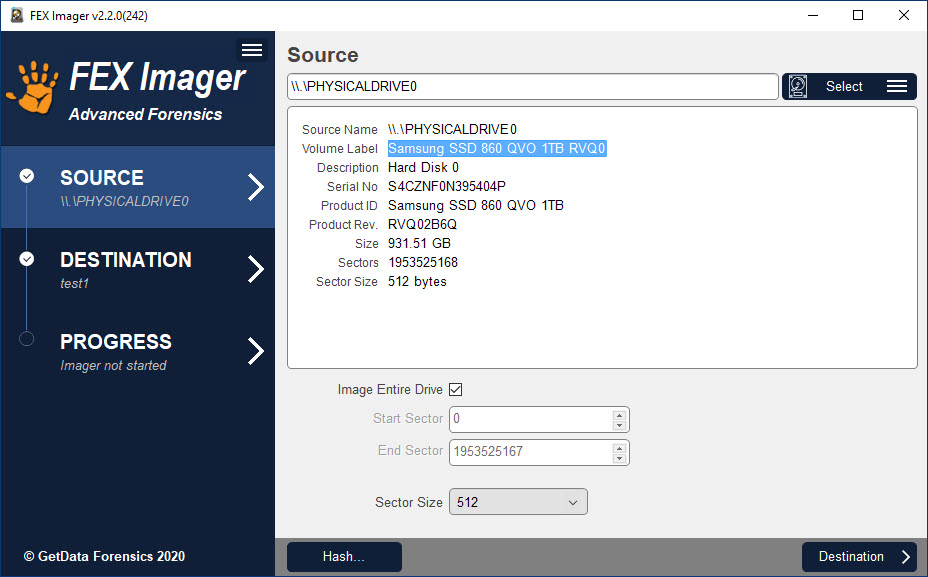 FEX Imager v2.2.0(242)
FEX Imager
Advanced Forensics
SOURCE
\\.\PHYSICALDRIVE0
DESTINATION
test1
PROGRESS
Imager not started
© GetData Forensics 2020
Source
\\.\PHYSICALDRIVE0
Select
Source Name \\.\PHYSICALDRIVE0
Volume Label Samsung SSD 860 QVO 1TB RVQ0
Description Hard Disk 0
Serial No S4CZNF0N395404P
Product ID Samsung SSD 860 QVO 1TB
Product Rev. RVQ02B6Q
Size 931.51 GB
Sectors 1953525168
Sector Size 512 bytes
Image Entire Drive
Start Sector 0
End Sector 1953525167
Sector Size 512
Hash...
Destination